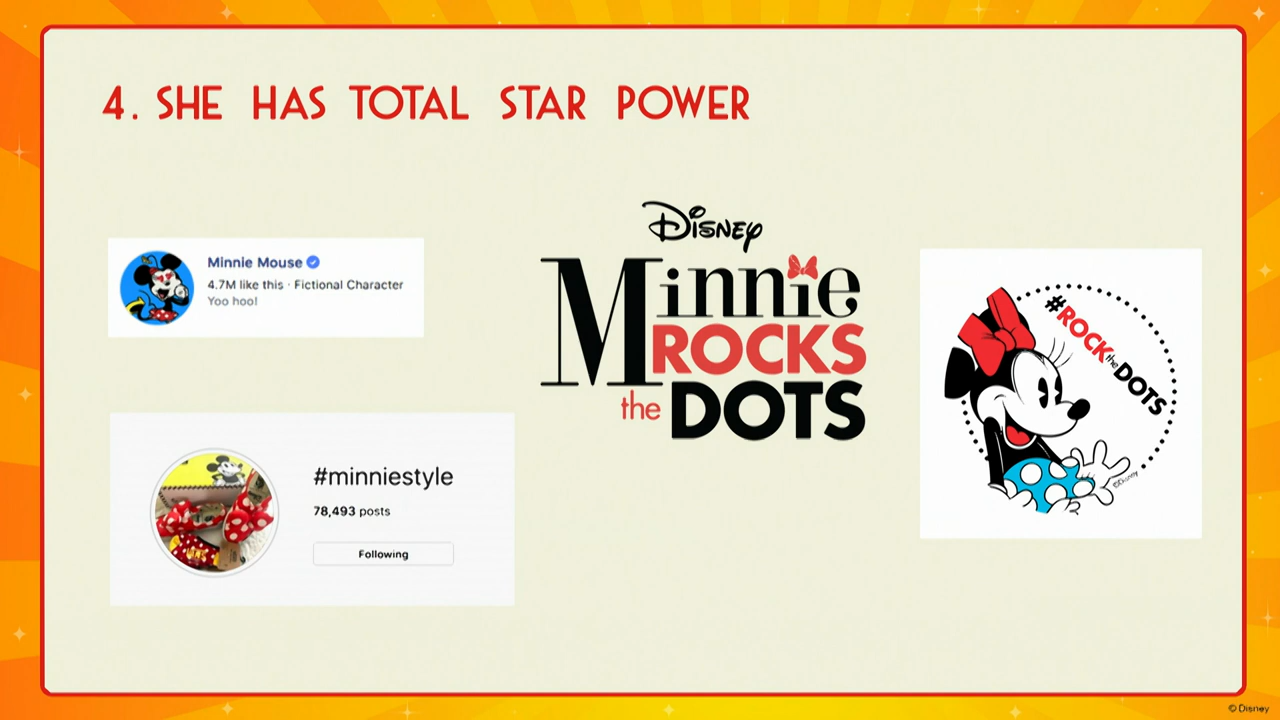 4. SHE HAS TOTAL STAR POWER
Minnie Mouse
4.7M like this · Fictional Character
Yoo hoo!
#minniestyle
78,493 posts
Following
Disney
Minnie
ROCKS
the DOTS
#ROCK the DOTS
©Disney
© Disney